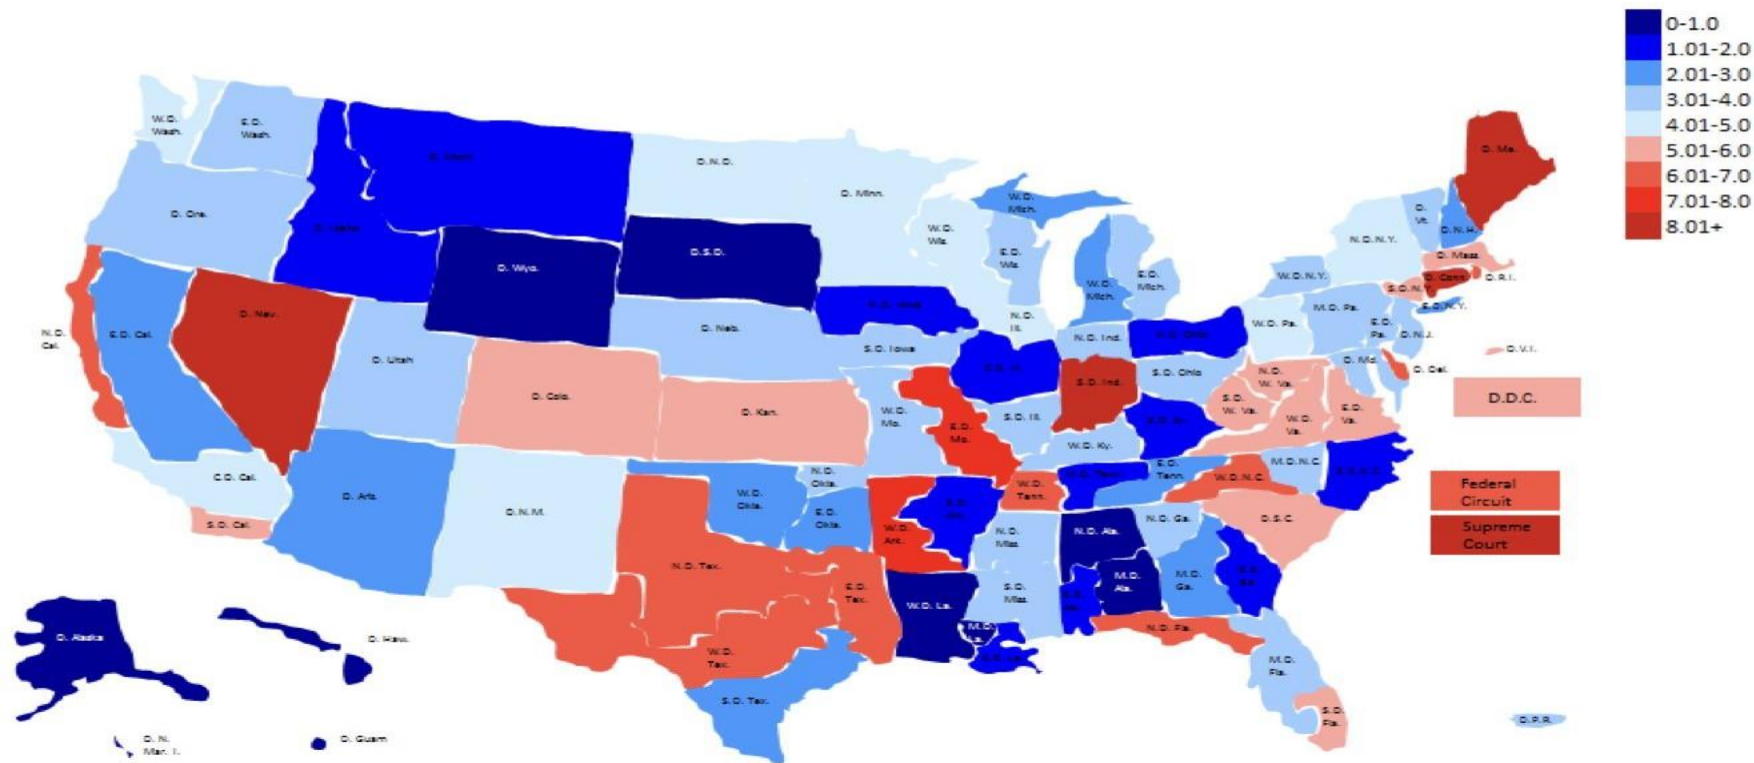 0-1.0
1.01-2.0
2.01-3.0
3.01-4.0
4.01-5.0
5.01-6.0
6.01-7.0
7.01-8.0
8.01+
W.D.
Wash.
E.D.
Wash.
D. Ore.
D. Idaho
D. N.D.
D. Minn.
D. Wyo.
D.S.D.
W.D.
Wis.
E.D.
Wis.
W.D.
Mich.
W.D.
Mich.
E.D.
Mich.
D. Me.
D.
Vt.
D.N.H.
N.D.N.Y.
D. Mass.
W.D.N.Y.
S.D.N.Y.
D. Conn.
D.R.I.
E.D.N.Y.
N.D.
Cal.
E.D. Cal.
D. Nev.
D. Utah
D. Neb.
S.D. Iowa
N.D.
Ill.
N.D. Ind.
W.D. Pa.
M.D. Pa.
E.D.
Pa.
D.N.J.
D.V.I.
D. Md.
D. Del.
D.D.C.
D. Colo.
D. Kan.
W.D.
Mo.
E.D.
Mo.
S.D. Ill.
S.D. Ind.
S.D. Ohio
N.D.
W. Va.
S.D.
W. Va.
W.D.
Va.
E.D.
Va.
W.D. Ky.
C.D. Cal.
S.D. Cal.
D. Ariz.
D.N.M.
W.D.
Okla.
N.D.
Okla.
E.D.
Okla.
W.D.
Ark.
W.D.
Tenn.
E.D.
Tenn.
W.D.N.C.
M.D.N.C.
D.S.C.
Federal
Circuit
Supreme
Court
N.D. Tex.
E.D.
Tex.
W.D.
Tex.
S.D. Tex.
W.D. La.
M.D.
La.
N.D.
Miss.
S.D.
Miss.
N.D. Ala.
M.D.
Ala.
N.D. Ga.
M.D.
Ga.
N.D. Fla.
M.D.
Fla.
S.D.
Fla.
D. Alaska
D. Haw.
D. N.
Mar. I.
D. Guam
D.P.R.